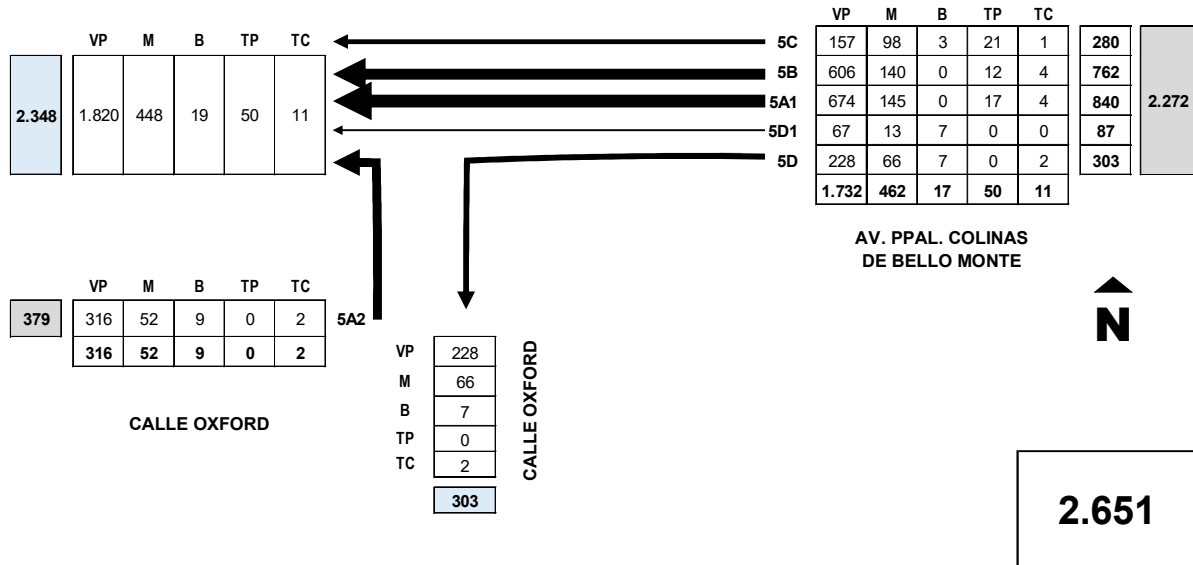 VP M B TP TC
5C 157 98 3 21 1 280
VP M B TP TC
5B 606 140 0 12 4 762
2.348 1.820 448 19 50 11
5A1 674 145 0 17 4 840 2.272
5D1 67 13 7 0 0 87
5D 228 66 7 0 2 303
1.732 462 17 50 11
AV. PPAL. COLINAS
DE BELLO MONTE
VP M B TP TC
379 316 52 9 0 2 5A2
316 52 9 0 2
N
CALLE OXFORD
VP 228
M 66
B 7
TP 0
TC 2
303
CALLE OXFORD
2.651